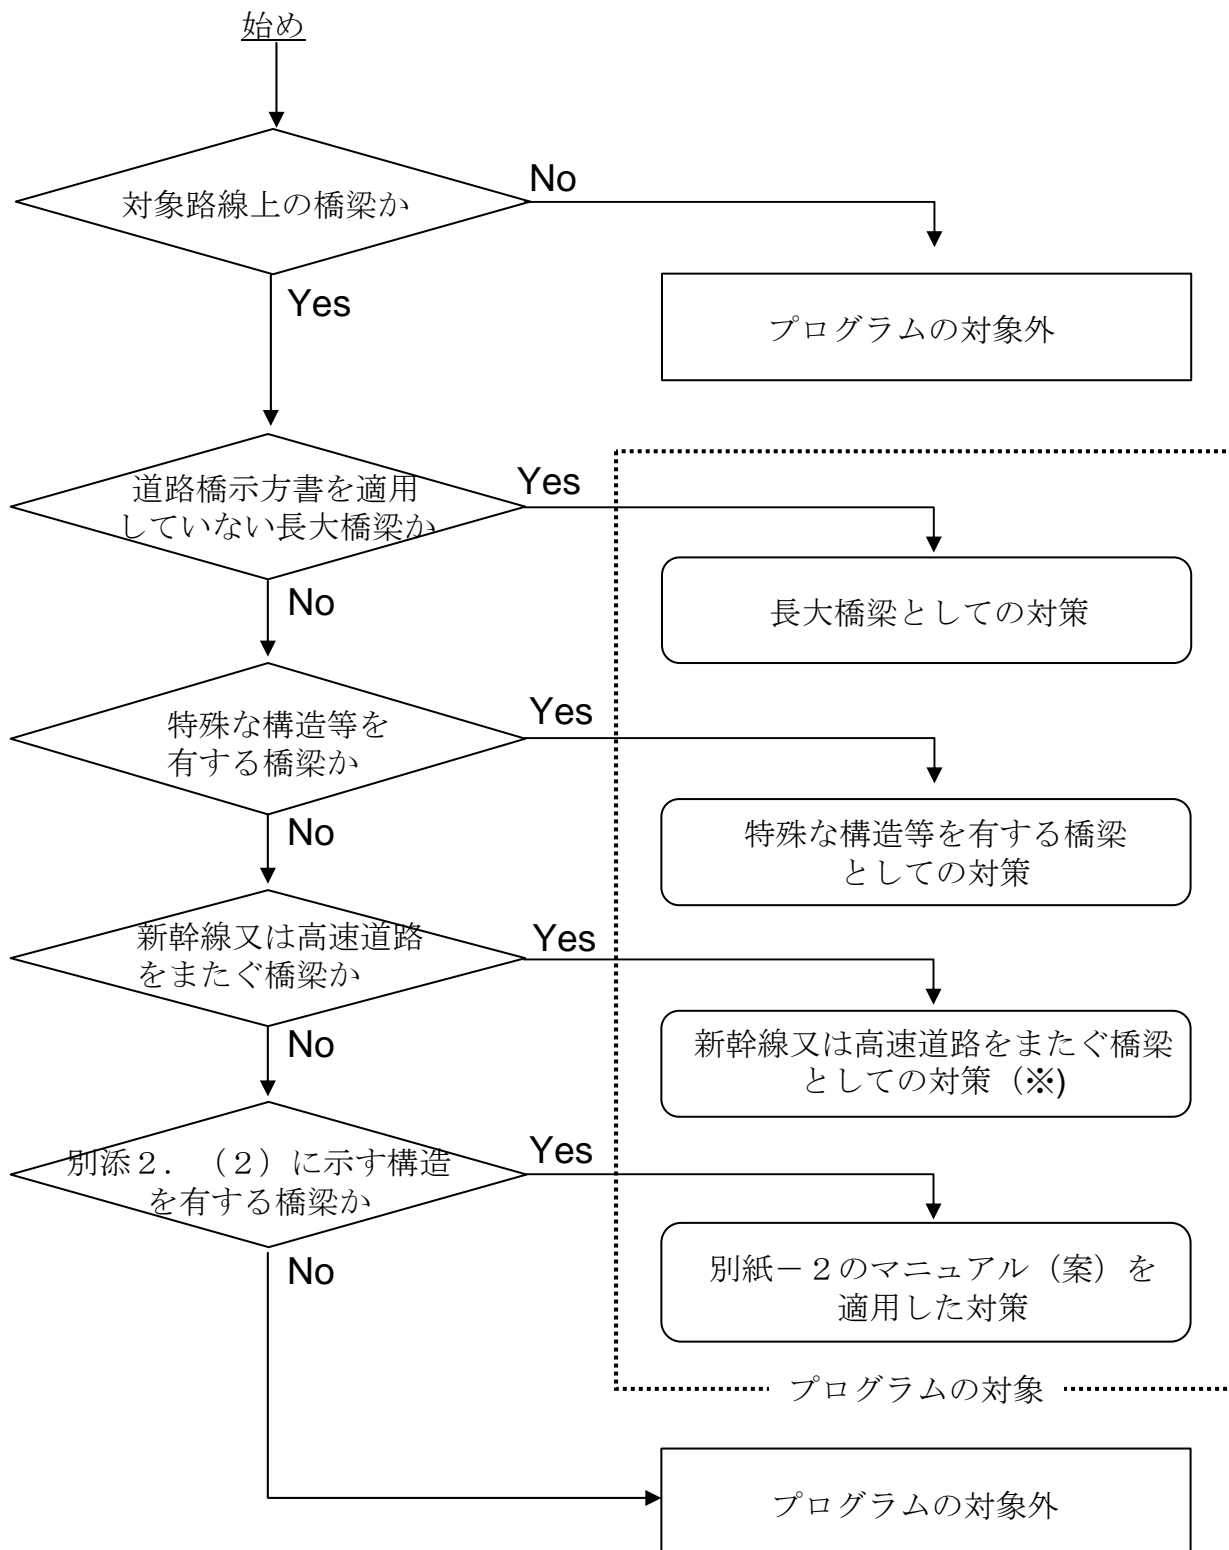 始め
対象路線上の橋梁か
No
Yes
プログラムの対象外
道路橋示方書を適用
していない長大橋梁か
Yes
No
長大橋梁としての対策
特殊な構造等を
有する橋梁か
Yes
No
特殊な構造等を有する橋梁
としての対策
新幹線又は高速道路
をまたぐ橋梁か
Yes
No
新幹線又は高速道路をまたぐ橋梁
としての対策（※)
別添２．（２）に示す構造
を有する橋梁か
Yes
No
別紙－２のマニュアル（案）を
適用した対策
プログラムの対象
プログラムの対象外